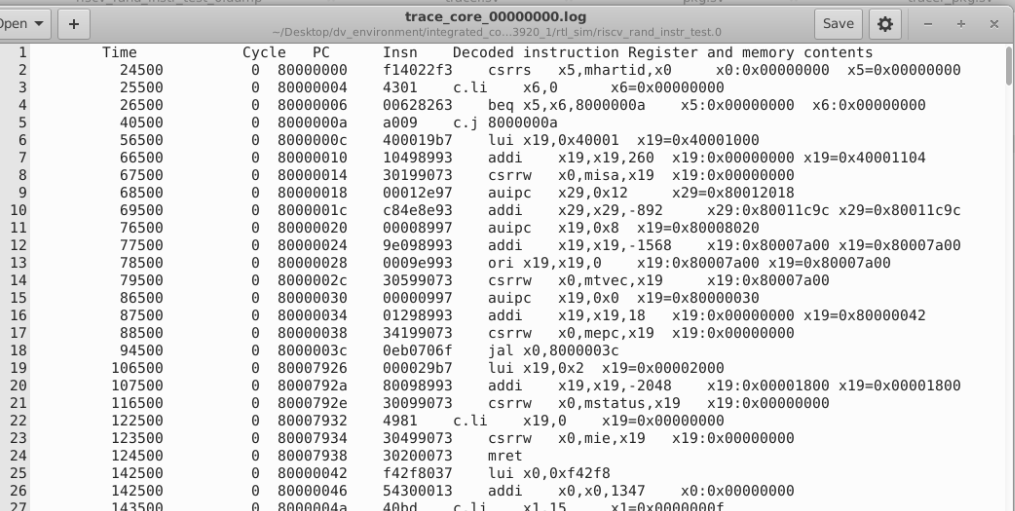 Open
trace_core_00000000.log
~/Desktop/dv_environment/integrated_co...3920_1/rtl_sim/riscv_rand_instr_test.0
Save
1 Time Cycle PC Insn Decoded instruction Register and memory contents
2 24500 0 80000000 f14022f3 csrrs x5,mhartid,x0 x0:0x00000000 x5=0x00000000
3 25500 0 80000004 4301 c.li x6,0 x6=0x00000000
4 26500 0 80000006 00628263 beq x5,x6,8000000a x5:0x00000000 x6:0x00000000
5 40500 0 8000000a a009 c.j 8000000a
6 56500 0 8000000c 400019b7 lui x19,0x40001 x19=0x40001000
7 66500 0 80000010 10498993 addi x19,x19,260 x19:0x00000000 x19=0x40001104
8 67500 0 80000014 30199073 csrrw x0,misa,x19 x19:0x00000000
9 68500 0 80000018 00012e97 auipc x29,0x12 x29=0x80012018
10 69500 0 8000001c c84e8e93 addi x29,x29,-892 x29:0x80011c9c x29=0x80011c9c
11 76500 0 80000020 00008997 auipc x19,0x8 x19=0x80008020
12 77500 0 80000024 9e098993 addi x19,x19,-1568 x19:0x80007a00 x19=0x80007a00
13 78500 0 80000028 0009e993 ori x19,x19,0 x19:0x80007a00 x19=0x80007a00
14 79500 0 8000002c 30599073 csrrw x0,mtvec,x19 x19:0x80007a00
15 86500 0 80000030 00000997 auipc x19,0x0 x19=0x80000030
16 87500 0 80000034 01298993 addi x19,x19,18 x19:0x00000000 x19=0x80000042
17 88500 0 80000038 34199073 csrrw x0,mepc,x19 x19:0x00000000
18 94500 0 8000003c 0eb0706f jal x0,8000003c
19 106500 0 80007926 000029b7 lui x19,0x2 x19=0x00002000
20 107500 0 8000792a 80098993 addi x19,x19,-2048 x19:0x00001800 x19=0x00001800
21 116500 0 8000792e 30099073 csrrw x0,mstatus,x19 x19:0x00000000
22 122500 0 80007932 4981 c.li x19,0 x19=0x00000000
23 123500 0 80007934 30499073 csrrw x0,mie,x19 x19:0x00000000
24 124500 0 80007938 30200073 mret
25 142500 0 80000042 f42f8037 lui x0,0xf42f8
26 142500 0 80000046 54300013 addi x0,x0,1347 x0:0x00000000
27 143500 0 8000004a 40bd c.li x1,15 x1=0x0000000f